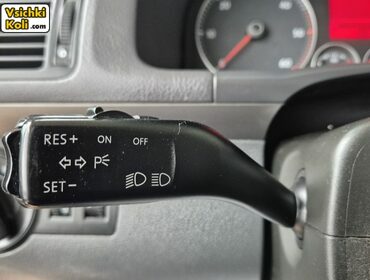 Vsichki
Koli.com
RES+ ON OFF
P
SET−